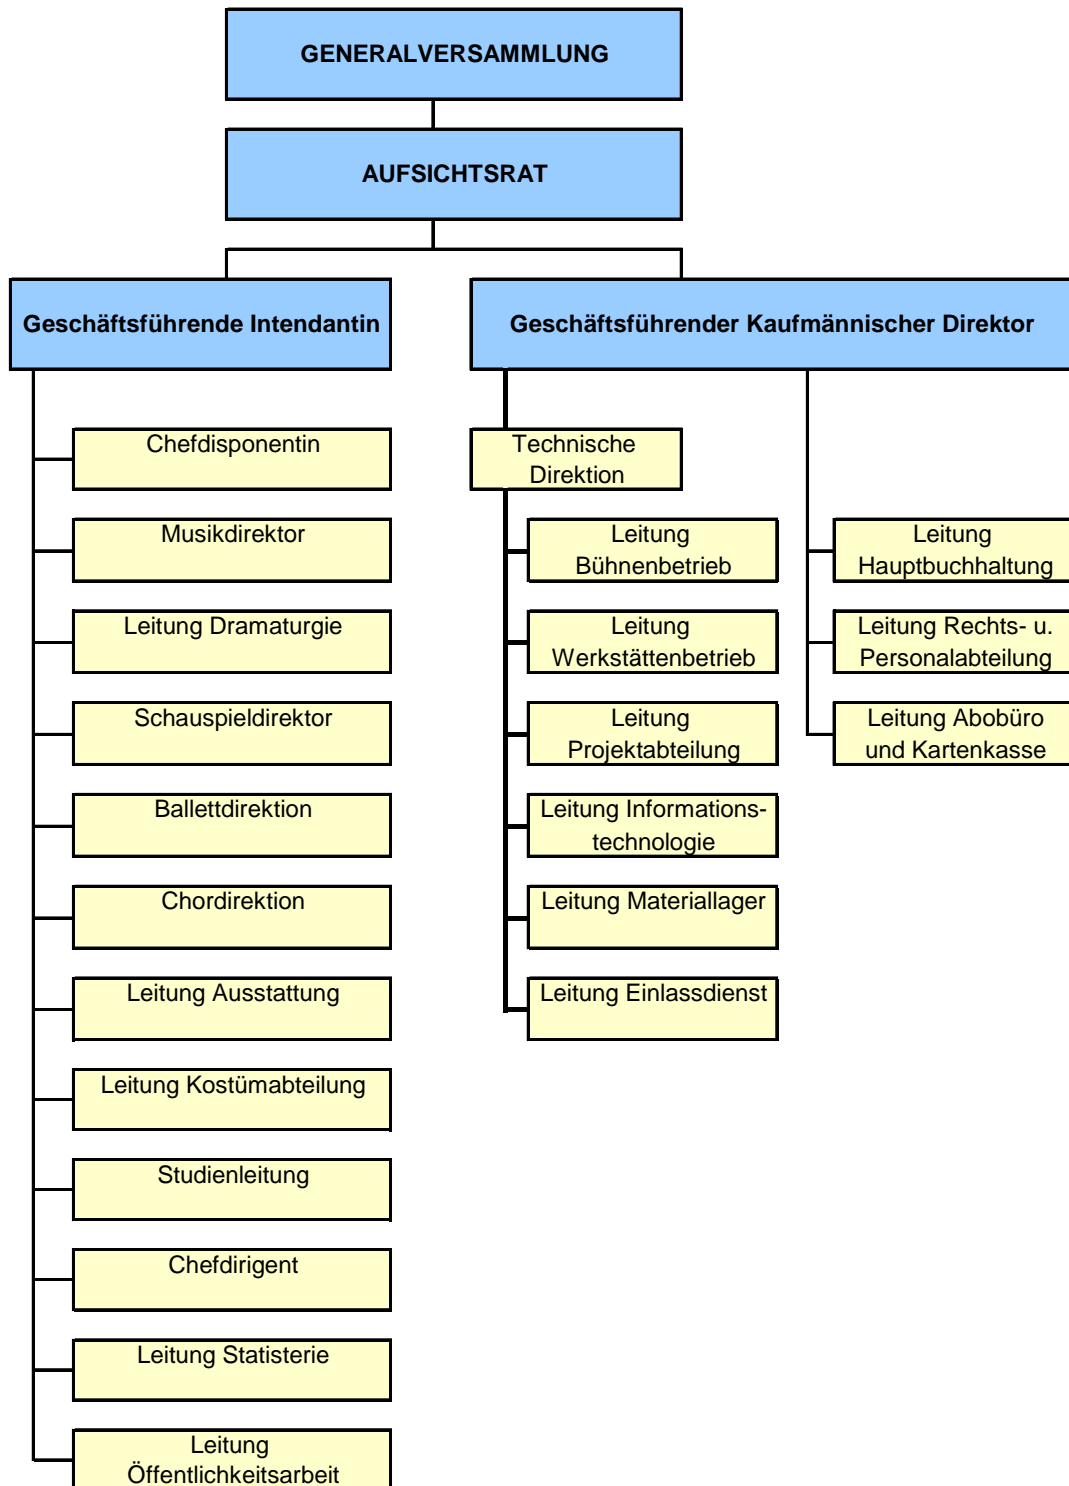 GENERALVERSAMMLUNG
AUFSICHTSRAT
Geschäftsführende Intendantin
Chefdisponentin
Musikdirektor
Leitung Dramaturgie
Schauspieldirektor
Ballettdirektion
Chordirektion
Leitung Ausstattung
Leitung Kostümabteilung
Studienleitung
Chefdirigent
Leitung Statisterie
Leitung
Öffentlichkeitsarbeit
Geschäftsführender Kaufmännischer Direktor
Technische
Direktion
Leitung
Bühnenbetrieb
Leitung
Werkstättenbetrieb
Leitung
Projektabteilung
Leitung Informations-
technologie
Leitung Materiallager
Leitung Einlassdienst
Leitung
Hauptbuchhaltung
Leitung Rechts- u.
Personalabteilung
Leitung Abobüro
und Kartenkasse